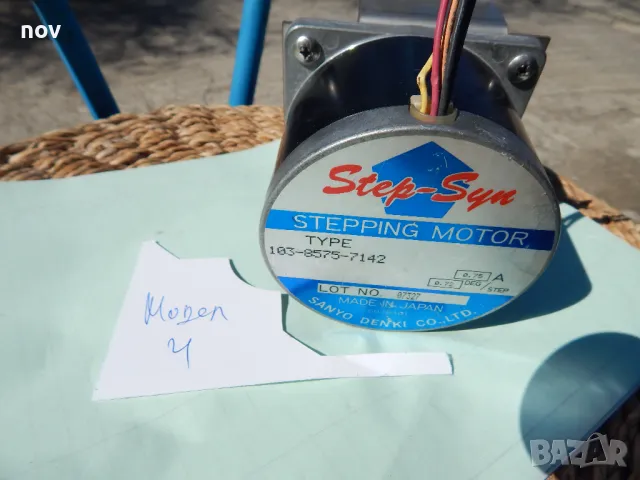 nov
Step-Syn
STEPPING MOTOR
TYPE
103-8575-7142
0.75 A
0.72 DEG/STEP
LOT NO. 07327
MADE IN JAPAN
SANYO DENKI CO., LTD.
Модел
4
BAZAR